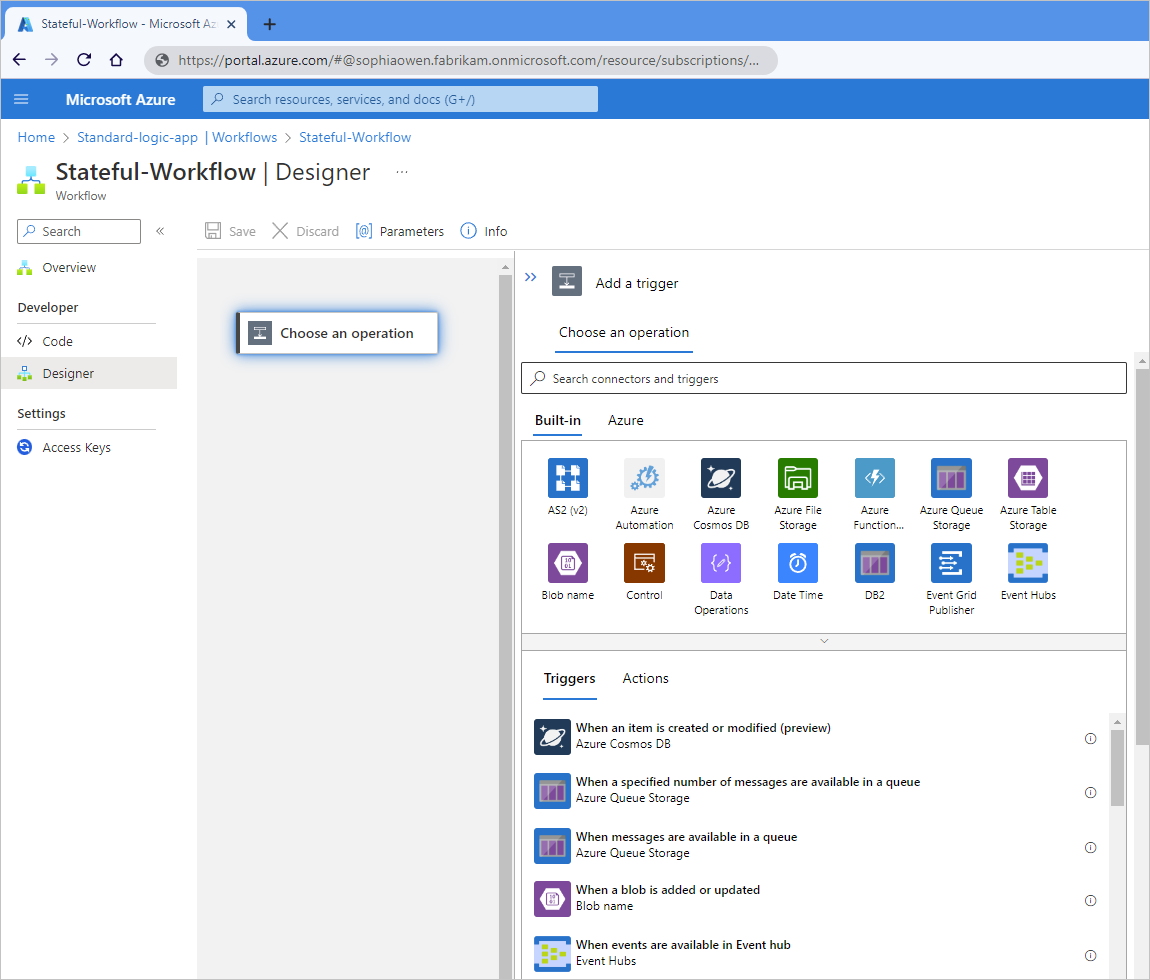 Stateful-Workflow - Microsoft Az
https://portal.azure.com/#@sophiaowen.fabrikam.onmicrosoft.com/resource/subscriptions/...
Microsoft Azure
Search resources, services, and docs (G+/)
Home > Standard-logic-app | Workflows > Stateful-Workflow
Stateful-Workflow | Designer ...
Workflow
Search «
Save Discard Parameters Info
Overview
Developer
Code
Designer
Settings
Access Keys
Choose an operation
Add a trigger
Choose an operation
Search connectors and triggers
Built-in Azure
AS2 (v2)
Azure
Automation
Azure
Cosmos DB
Azure File
Storage
Azure
Function...
Azure Queue
Storage
Azure Table
Storage
Blob name
Control
Data
Operations
Date Time
DB2
Event Grid
Publisher
Event Hubs
Triggers Actions
When an item is created or modified (preview)
Azure Cosmos DB
When a specified number of messages are available in a queue
Azure Queue Storage
When messages are available in a queue
Azure Queue Storage
When a blob is added or updated
Blob name
When events are available in Event hub
Event Hubs